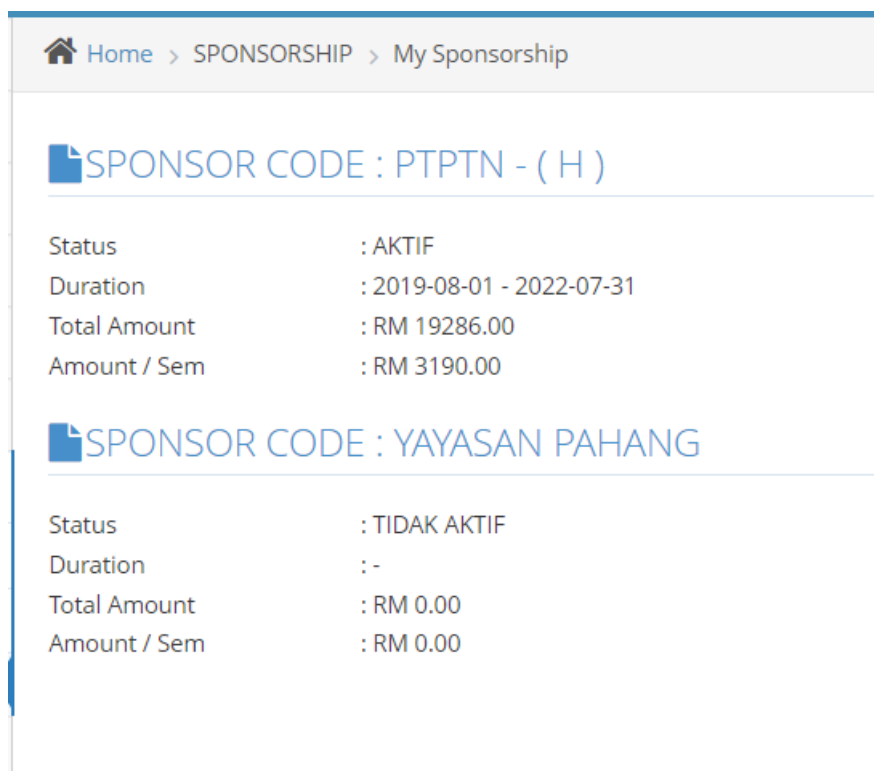 Home > SPONSORSHIP > My Sponsorship
SPONSOR CODE : PTPTN - ( H )
Status : AKTIF
Duration : 2019-08-01 - 2022-07-31
Total Amount : RM 19286.00
Amount / Sem : RM 3190.00
SPONSOR CODE : YAYASAN PAHANG
Status : TIDAK AKTIF
Duration : -
Total Amount : RM 0.00
Amount / Sem : RM 0.00